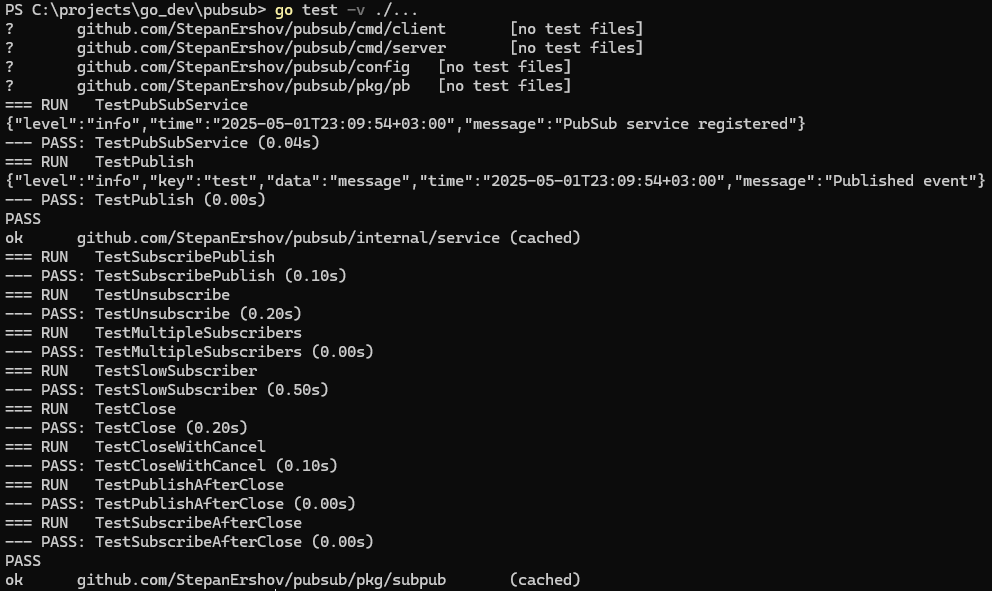 PS C:\projects\go_dev\pubsub> go test -v ./...
?       github.com/StepanErshov/pubsub/cmd/client       [no test files]
?       github.com/StepanErshov/pubsub/cmd/server       [no test files]
?       github.com/StepanErshov/pubsub/config   [no test files]
?       github.com/StepanErshov/pubsub/pkg/pb   [no test files]
=== RUN   TestPubSubService
{"level":"info","time":"2025-05-01T23:09:54+03:00","message":"PubSub service registered"}
--- PASS: TestPubSubService (0.04s)
=== RUN   TestPublish
{"level":"info","key":"test","data":"message","time":"2025-05-01T23:09:54+03:00","message":"Published event"}
--- PASS: TestPublish (0.00s)
PASS
ok      github.com/StepanErshov/pubsub/internal/service (cached)
=== RUN   TestSubscribePublish
--- PASS: TestSubscribePublish (0.10s)
=== RUN   TestUnsubscribe
--- PASS: TestUnsubscribe (0.20s)
=== RUN   TestMultipleSubscribers
--- PASS: TestMultipleSubscribers (0.00s)
=== RUN   TestSlowSubscriber
--- PASS: TestSlowSubscriber (0.50s)
=== RUN   TestClose
--- PASS: TestClose (0.20s)
=== RUN   TestCloseWithCancel
--- PASS: TestCloseWithCancel (0.10s)
=== RUN   TestPublishAfterClose
--- PASS: TestPublishAfterClose (0.00s)
=== RUN   TestSubscribeAfterClose
--- PASS: TestSubscribeAfterClose (0.00s)
PASS
ok      github.com/StepanErshov/pubsub/pkg/subpub       (cached)